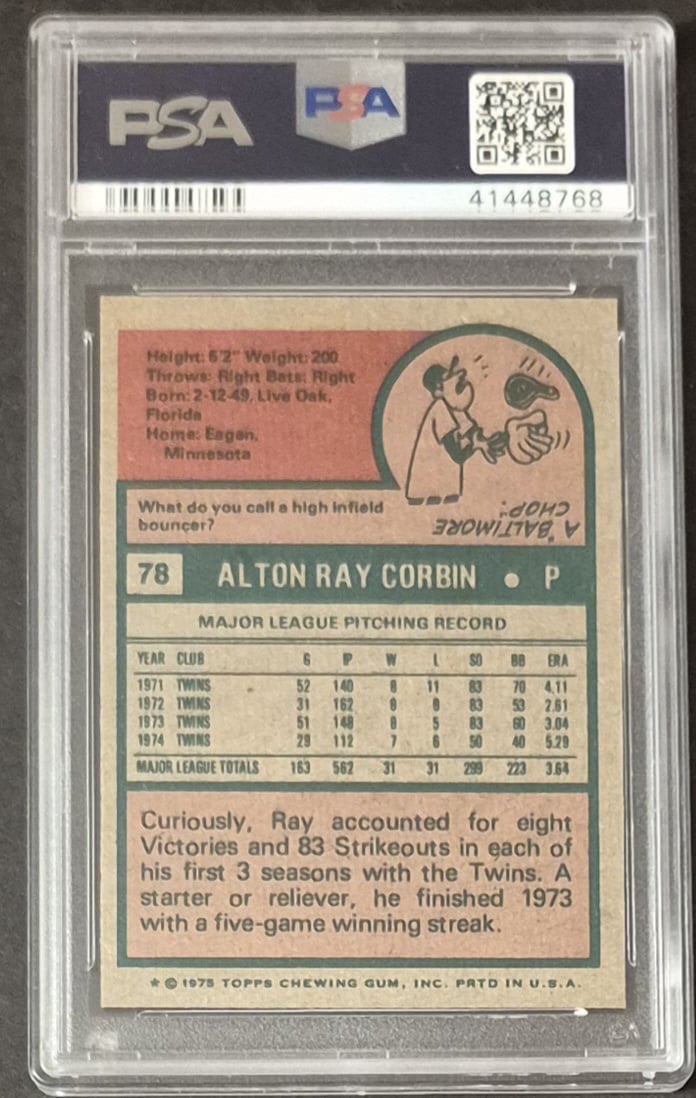 PSA
PSA
41448768
Height: 6'2" Weight: 200
Throws: Right Bats: Right
Born: 2-12-49, Live Oak,
Florida
Home: Eagan,
Minnesota
What do you call a high infield
bouncer?
A "BALTIMORE
CHOP."
78 ALTON RAY CORBIN • P
MAJOR LEAGUE PITCHING RECORD
YEAR CLUB G IP W L SO BB ERA
1971 TWINS 52 140 8 11 83 70 4.11
1972 TWINS 31 162 8 8 83 53 2.61
1973 TWINS 51 148 8 5 83 60 3.04
1974 TWINS 29 112 7 6 50 40 5.29
MAJOR LEAGUE TOTALS 163 562 31 31 299 223 3.64
Curiously, Ray accounted for eight
Victories and 83 Strikeouts in each of
his first 3 seasons with the Twins. A
starter or reliever, he finished 1973
with a five-game winning streak.
* © 1975 TOPPS CHEWING GUM, INC. PRTD IN U.S.A.